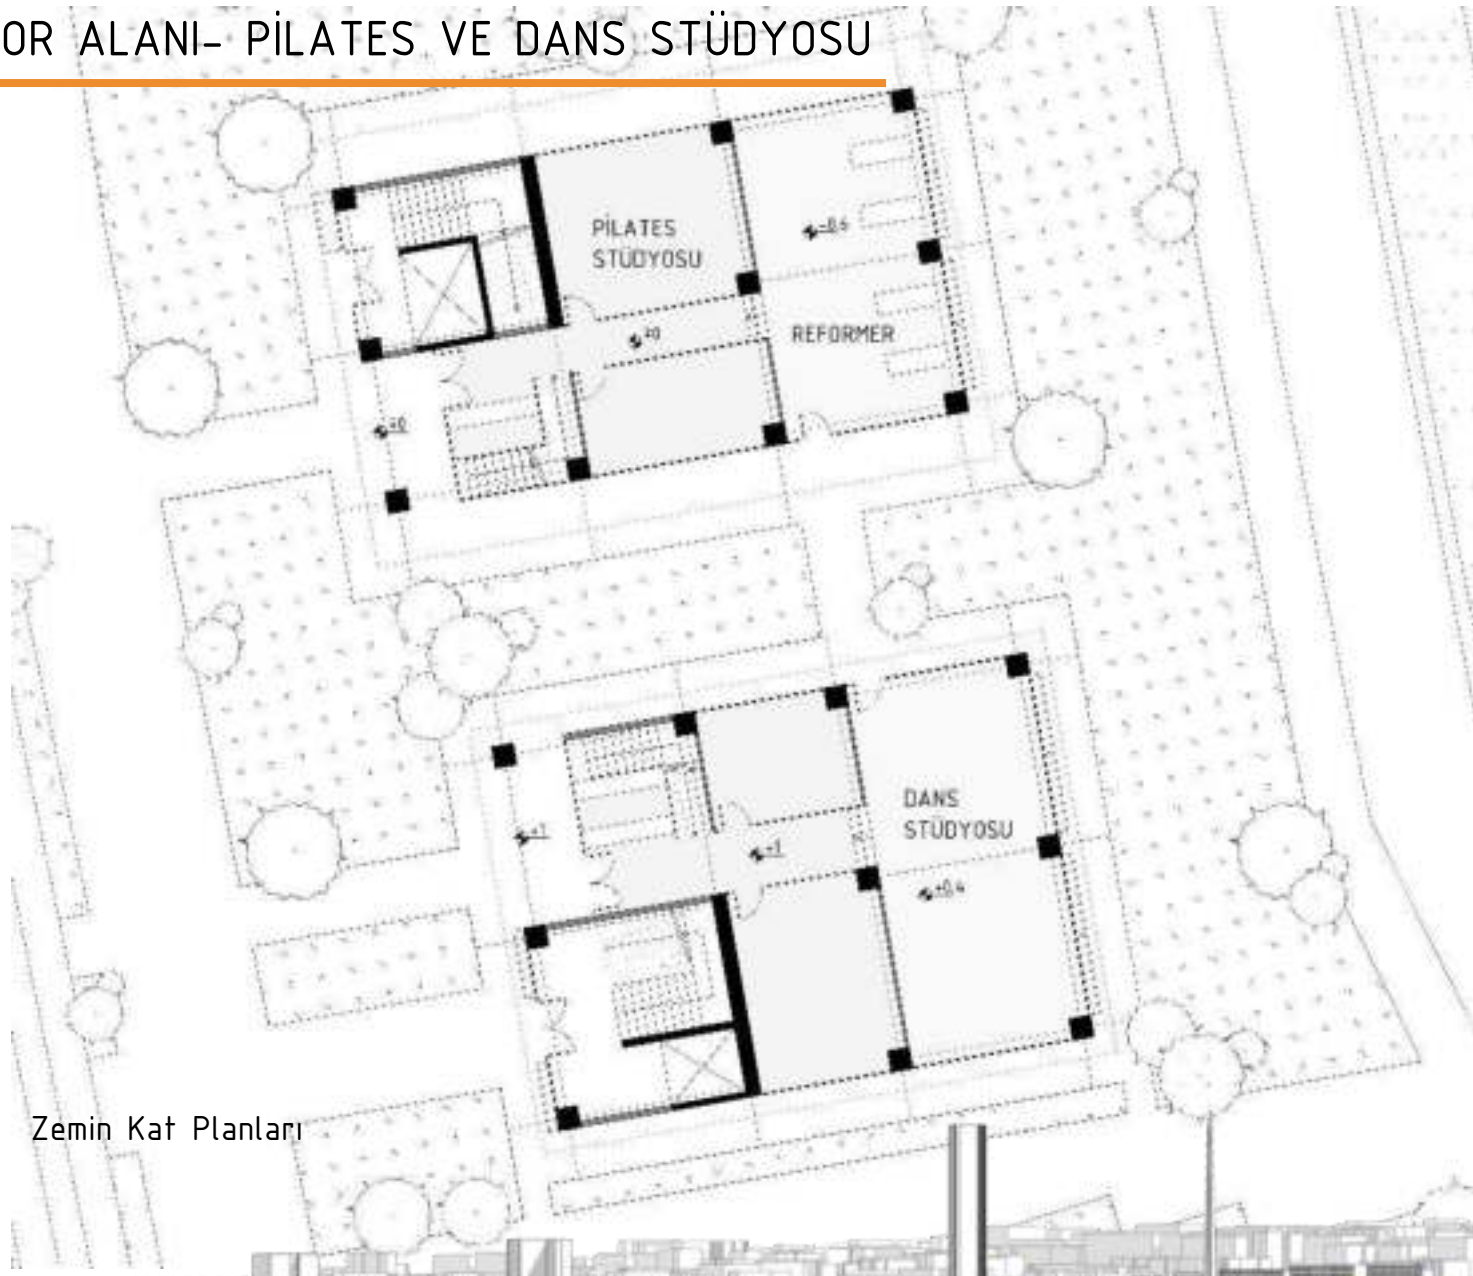 OR ALANI- PİLATES VE DANS STÜDYOSU
PİLATES
STÜDYOSU
REFORMER
DANS
STÜDYOSU
Zemin Kat Planları